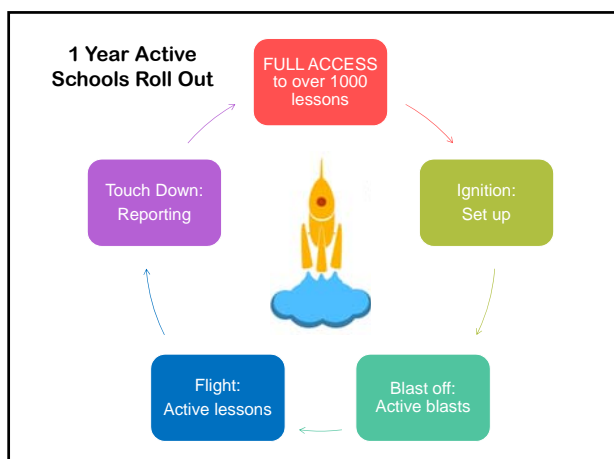 1 Year Active
Schools Roll Out
FULL ACCESS
to over 1000
lessons
Ignition:
Set up
Blast off:
Active blasts
Flight:
Active lessons
Touch Down:
Reporting